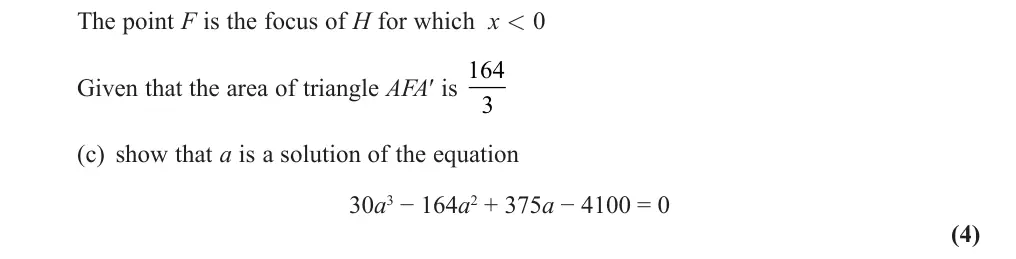 The point F is the focus of H for which x < 0
Given that the area of triangle AFA′ is 164/3
(c) show that a is a solution of the equation
30a³ − 164a² + 375a − 4100 = 0
(4)